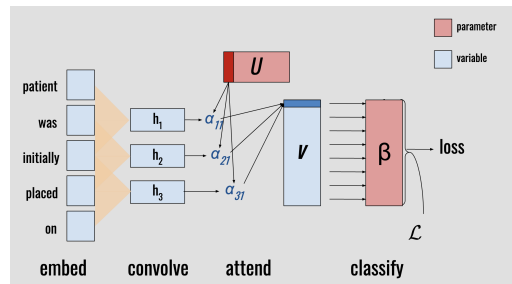 parameter
variable
U
patient
was
initially
placed
on
h₁
h₂
h₃
α₁₁
α₂₁
α₃₁
V
β
loss
ℒ
embed
convolve
attend
classify